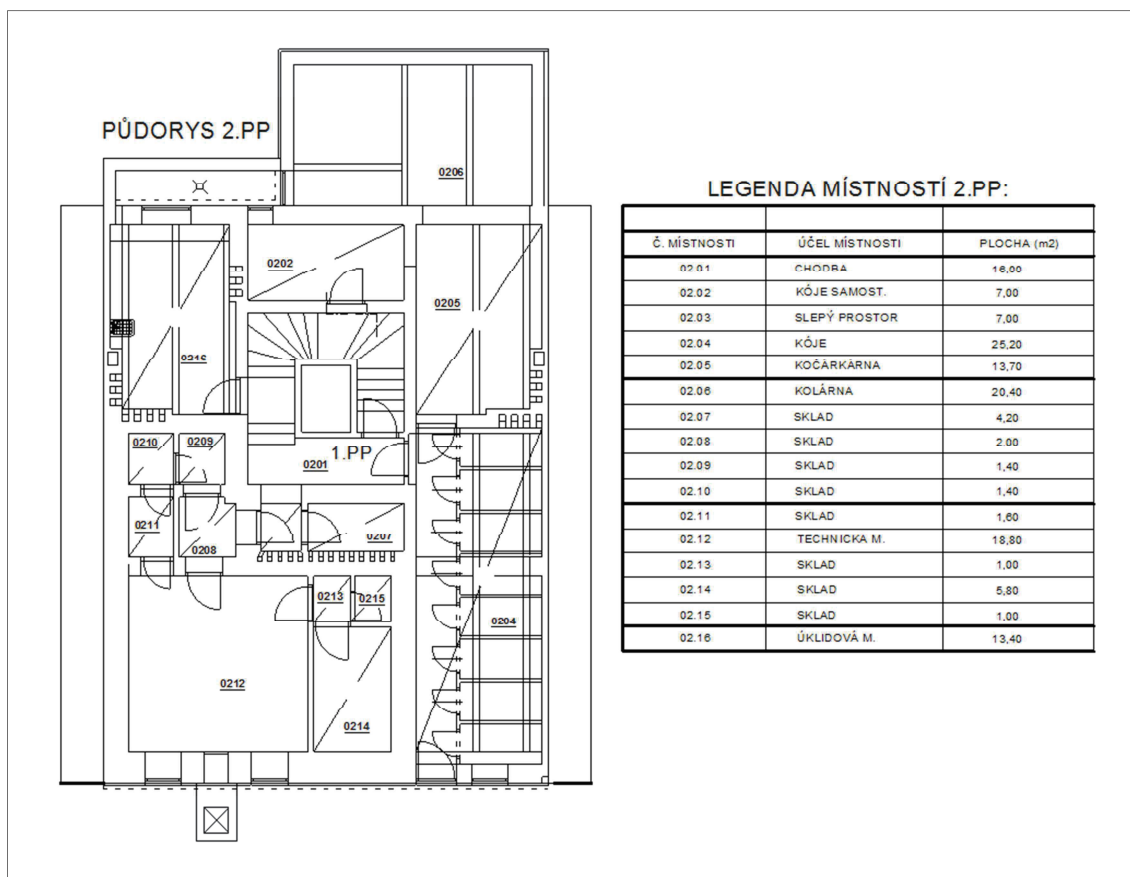 PŮDORYS 2.PP
0206
0202
0205
0216
0210
0209
1.PP
0201
0211
0208
0207
0213
0215
0204
0212
0214
LEGENDA MÍSTNOSTÍ 2.PP:
Č. MÍSTNOSTI ÚČEL MÍSTNOSTI PLOCHA (m2)
02.01 CHODBA 16,00
02.02 KÓJE SAMOST. 7,00
02.03 SLEPÝ PROSTOR 7,00
02.04 KÓJE 25,20
02.05 KOČÁRKÁRNA 13,70
02.06 KOLÁRNA 20,40
02.07 SKLAD 4,20
02.08 SKLAD 2.00
02.09 SKLAD 1,40
02.10 SKLAD 1,40
02.11 SKLAD 1,60
02.12 TECHNICKA M. 18,80
02.13 SKLAD 1,00
02.14 SKLAD 5,80
02.15 SKLAD 1,00
02.16 ÚKLIDOVÁ M. 13,40